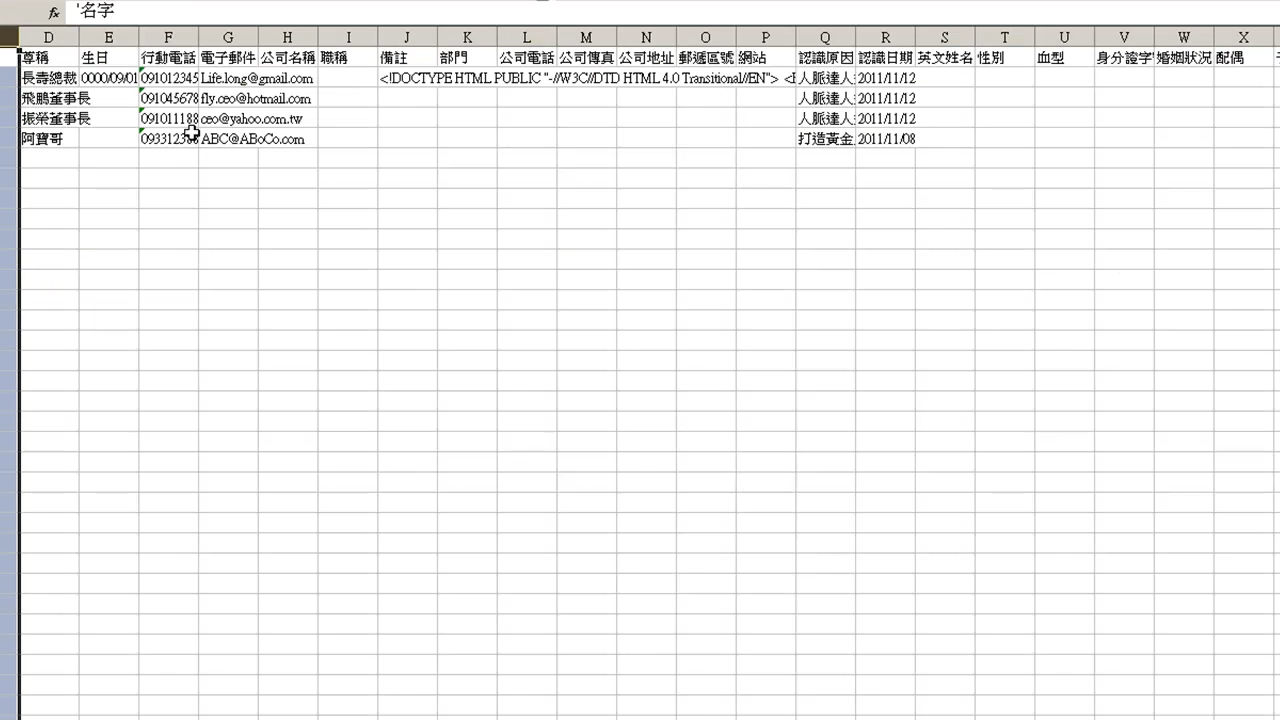 fx '名字
D E F G H I J K L M N O P Q R S T U V W X
尊稱 生日 行動電話 電子郵件 公司名稱 職稱 備註 部門 公司電話 公司傳真 公司地址 郵遞區號 網站 認識原因 認識日期 英文姓名 性別 血型 身分證字 婚姻狀況 配偶
長壽總裁 0000/09/01 091012345 Life.long@gmail.com <!DOCTYPE HTML PUBLIC "-//W3C//DTD HTML 4.0 Transitional//EN"> <I 人脈達人 2011/11/12
飛鵬董事長 091045678 fly.ceo@hotmail.com 人脈達人 2011/11/12
振榮董事長 091011188 ceo@yahoo.com.tw 人脈達人 2011/11/12
阿寶哥 ABC@ABoCo.com 打造黃金 2011/11/08